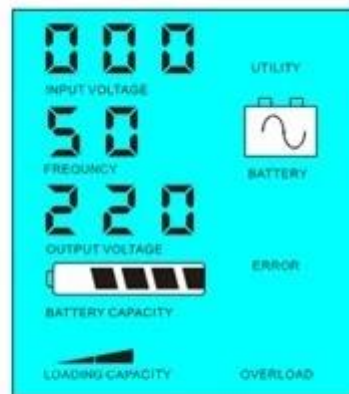 000
UTILITY
INPUT VOLTAGE
50
FREQUNCY
BATTERY
220
OUTPUT VOLTAGE
ERROR
BATTERY CAPACITY
LOADING CAPACITY
OVERLOAD